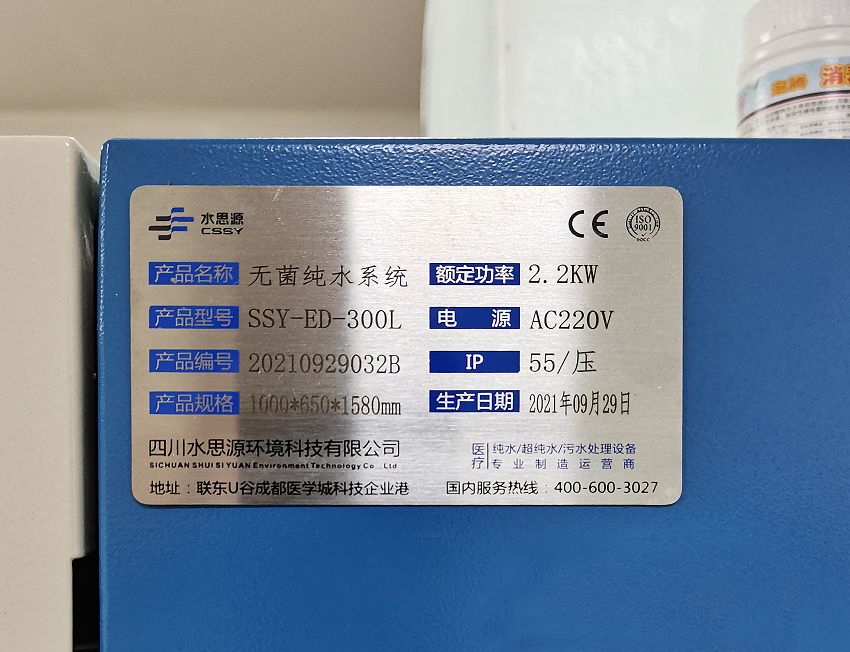 水思源
CSSY
CE
ISO
9001
SGCC
产品名称 无菌纯水系统 额定功率 2.2KW
产品型号 SSY-ED-300L 电 源 AC220V
产品编号 20210929032B IP 55/压
产品规格 1000*650*1580mm 生产日期 2021年09月29日
四川水思源环境科技有限公司
SICHUAN SHUI SI YUAN Environment Technology Co Ltd
医疗 纯水/超纯水/污水处理设备
专业制造运营商
地址：联东U谷成都医学城科技企业港 国内服务热线：400-600-3027
消